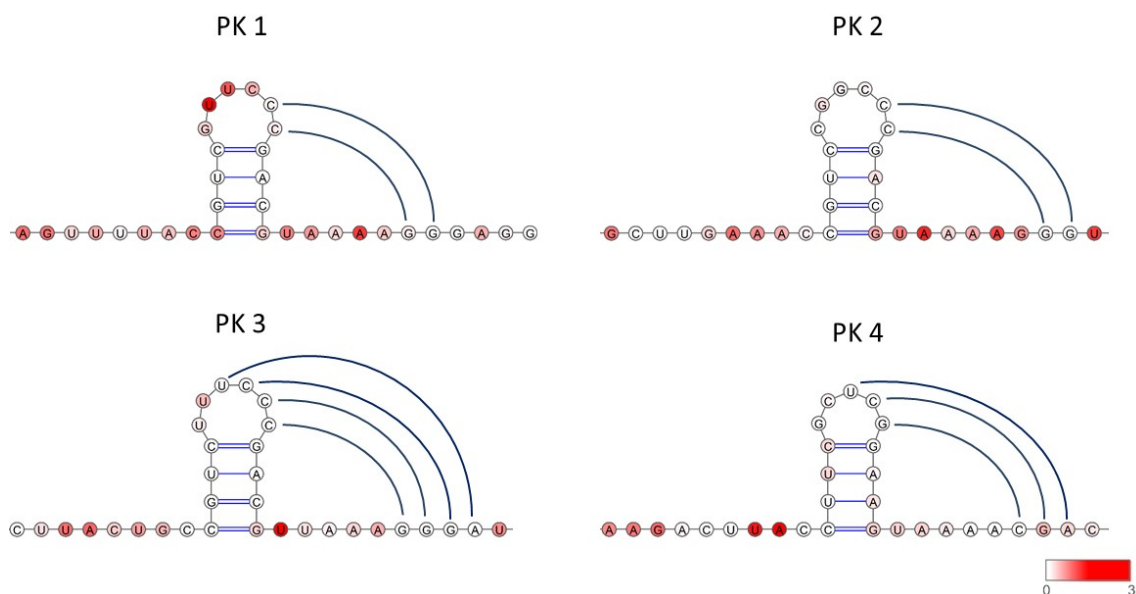 PK 1
U U C
U C
G C
C G
U A
G C
A G U U U U A C C G U A A A A G G G A G G
PK 2
G C
G C
C C
C G
U A
G C
G C U U G A A A C C G U A A A A G G G U
PK 3
U C
U C
U C
C G
U A
G C
C U U A C U G C C G U U A A A G G G A U
PK 4
U
C C
G G
C G
U A
U A
A A G A C U U A C C G U A A A A C G A C
0 3